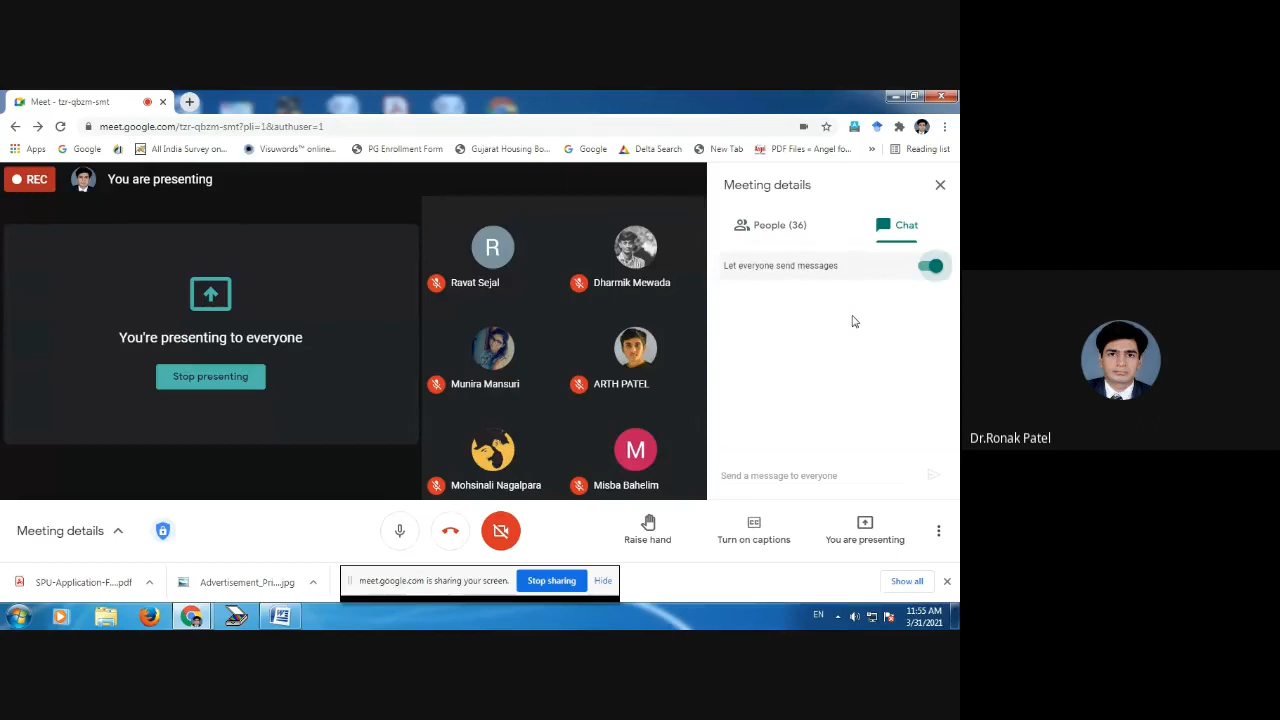 Meet - tzr-qbzm-smt
meet.google.com/tzr-qbzm-smt?pli=1&authuser=1
Apps Google All India Survey on... Visuwords™ online... PG Enrollment Form Gujarat Housing Bo... Google Delta Search New Tab PDF Files = Angel fo... » Reading list
REC You are presenting
Meeting details
People (36) Chat
Let everyone send messages
R
Ravat Sejal Dharmik Mewada
You're presenting to everyone
Stop presenting
Munira Mansuri ARTH PATEL
M
Mohsinali Nagalpara Misba Bahelim
Send a message to everyone
Dr.Ronak Patel
Meeting details
Raise hand Turn on captions You are presenting
SPU-Application-F....pdf Advertisement_Pri....jpg meet.google.com is sharing your screen. Stop sharing Hide Show all
EN 11:55 AM
3/31/2021